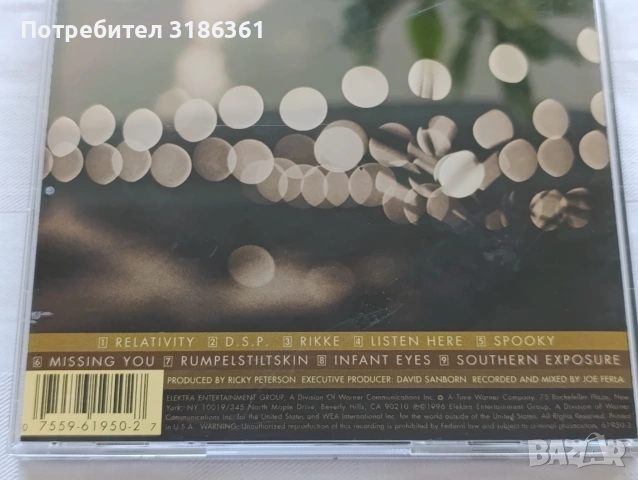 Потребител 3186361
1 RELATIVITY 2 D.S.P. 3 RIKKE 4 LISTEN HERE 5 SPOOKY
6 MISSING YOU 7 RUMPELSTILTSKIN 8 INFANT EYES 9 SOUTHERN EXPOSURE
PRODUCED BY RICKY PETERSON. EXECUTIVE PRODUCER: DAVID SANBORN. RECORDED AND MIXED BY JOE FERLA.
ELEKTRA ENTERTAINMENT GROUP, A Division Of Warner Communications Inc. A Time Warner Company, 75 Rockefeller Plaza, New
York, NY 10019/345 North Maple Drive, Beverly Hills, CA 90210 ℗©1996 Elektra Entertainment Group, A Division of Warner
Communications Inc. for the United States and WEA International Inc. for the world outside of the United States. All Rights Reserved. Printed
in U.S.A. WARNING: Unauthorized reproduction of this recording is prohibited by Federal law and subject to criminal prosecution. 61950-2
0 7559-61950-2 7
bazar.bg